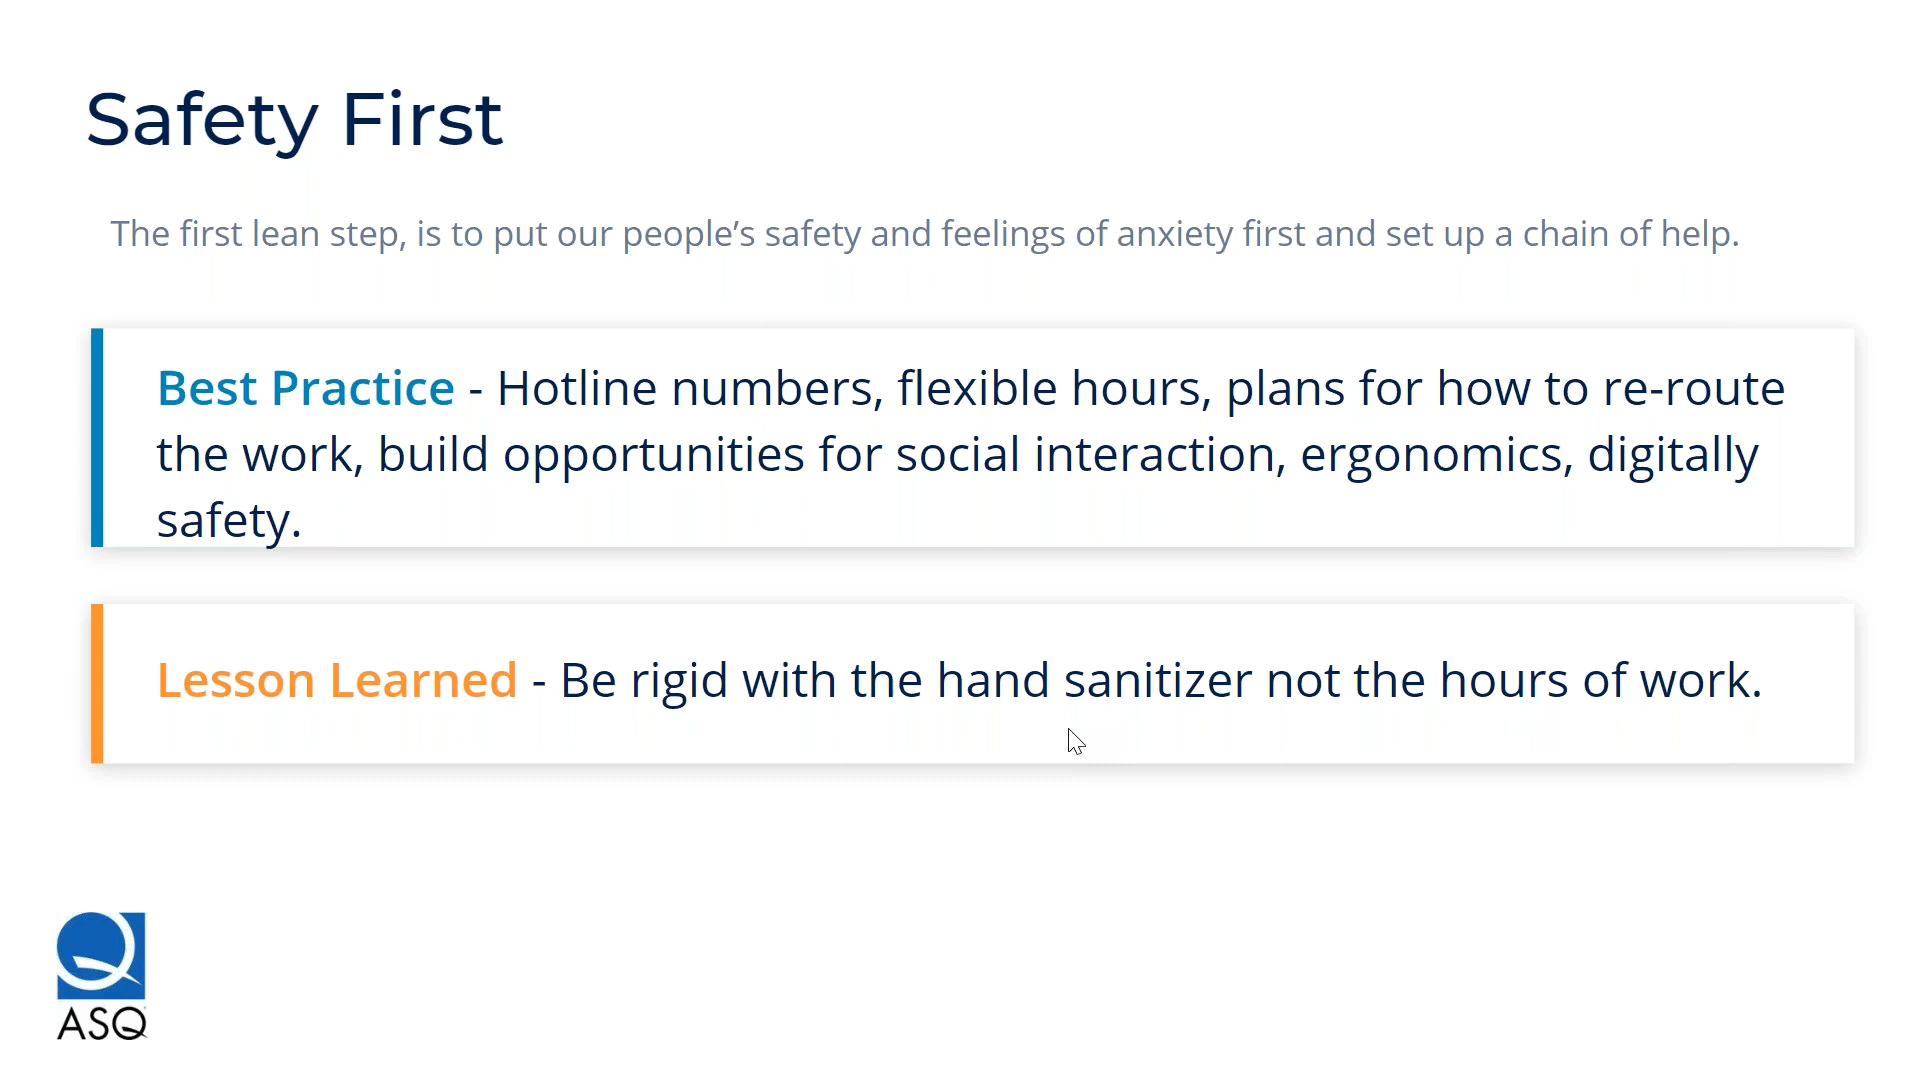 Safety First
The first lean step, is to put our people’s safety and feelings of anxiety first and set up a chain of help.
Best Practice - Hotline numbers, flexible hours, plans for how to re-route
the work, build opportunities for social interaction, ergonomics, digitally
safety.
Lesson Learned - Be rigid with the hand sanitizer not the hours of work.
ASQ